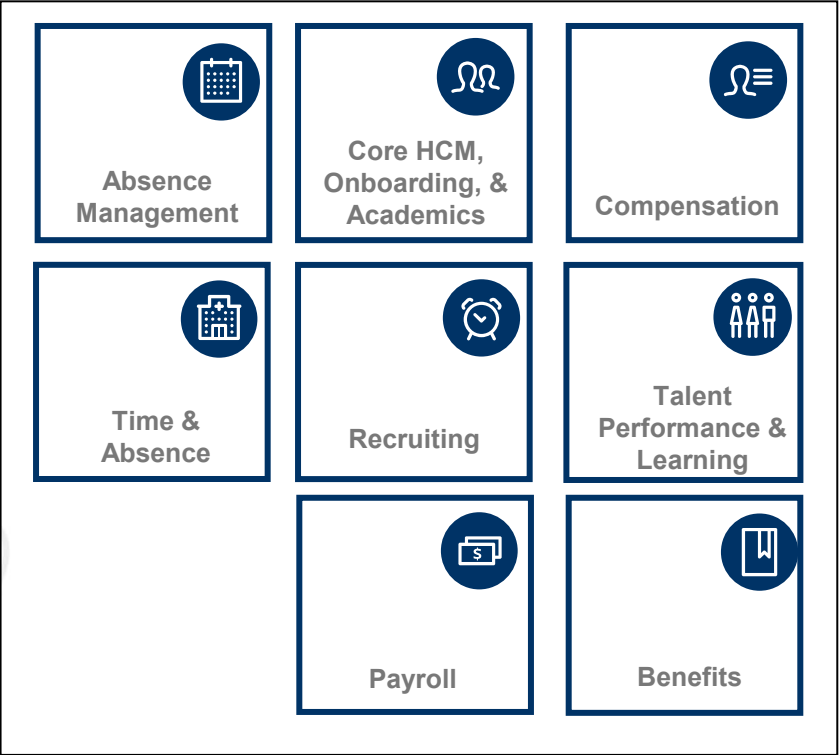 Absence
Management
Core HCM,
Onboarding, &
Academics
Compensation
Time &
Absence
Recruiting
Talent
Performance &
Learning
$
Payroll
Benefits